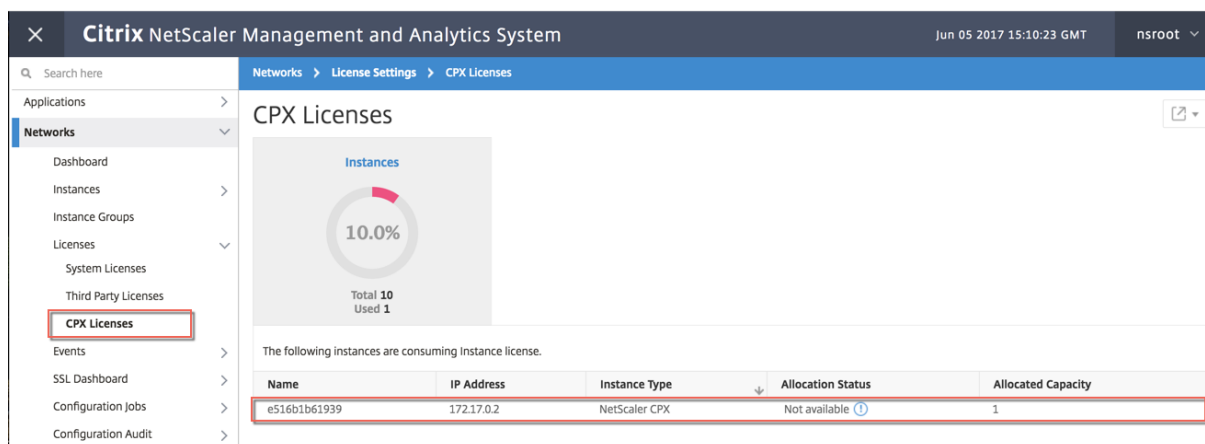 Citrix NetScaler Management and Analytics System
Jun 05 2017 15:10:23 GMT
nsroot
Search here
Networks > License Settings > CPX Licenses
Applications
Networks
Dashboard
Instances
Instance Groups
Licenses
System Licenses
Third Party Licenses
CPX Licenses
Events
SSL Dashboard
Configuration Jobs
Configuration Audit
CPX Licenses
Instances
10.0%
Total 10
Used 1
The following instances are consuming Instance license.
Name IP Address Instance Type Allocation Status Allocated Capacity
e516b1b61939 172.17.0.2 NetScaler CPX Not available 1